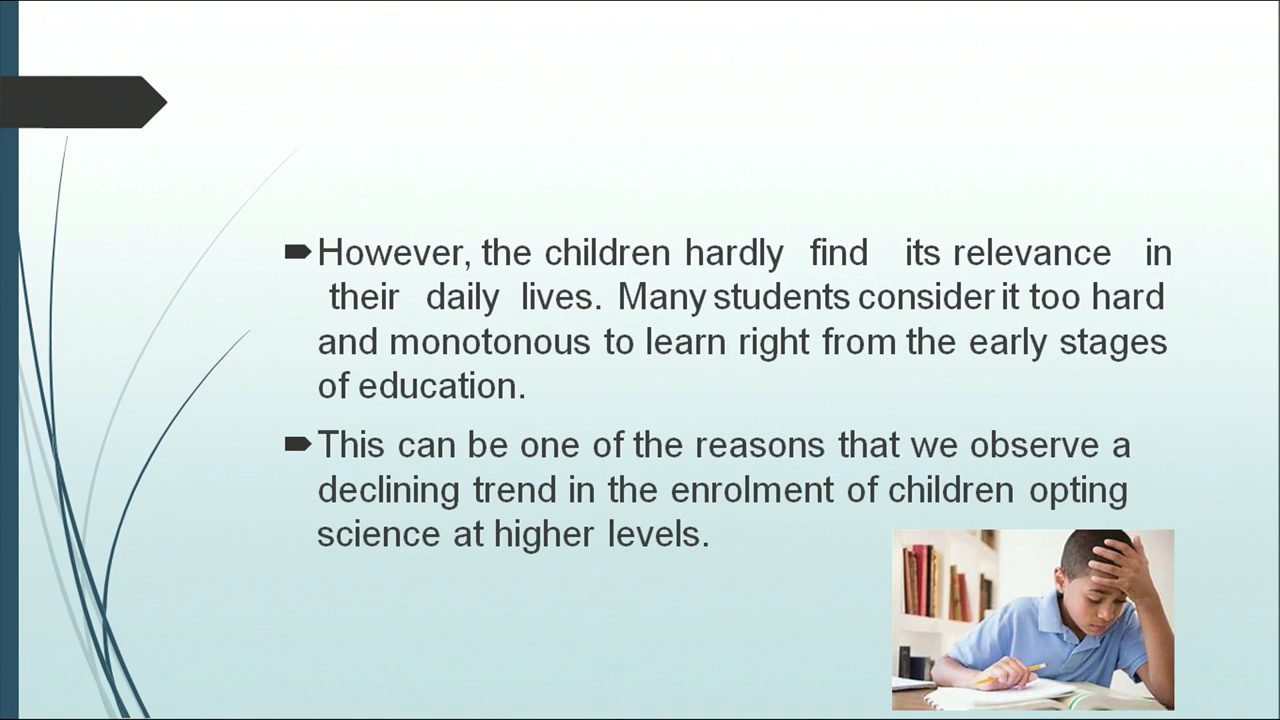 However, the children hardly find its relevance in
their daily lives. Many students consider it too hard
and monotonous to learn right from the early stages
of education.
This can be one of the reasons that we observe a
declining trend in the enrolment of children opting
science at higher levels.